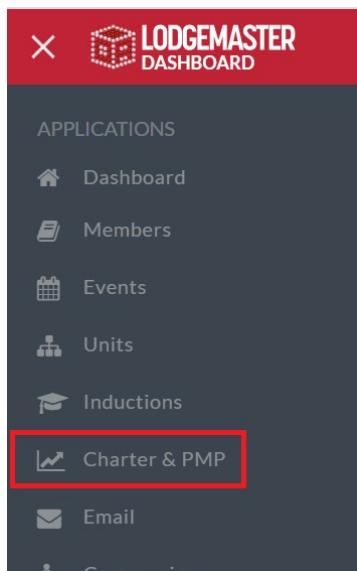 LODGEMASTER
DASHBOARD
APPLICATIONS
Dashboard
Members
Events
Units
Inductions
Charter & PMP
Email